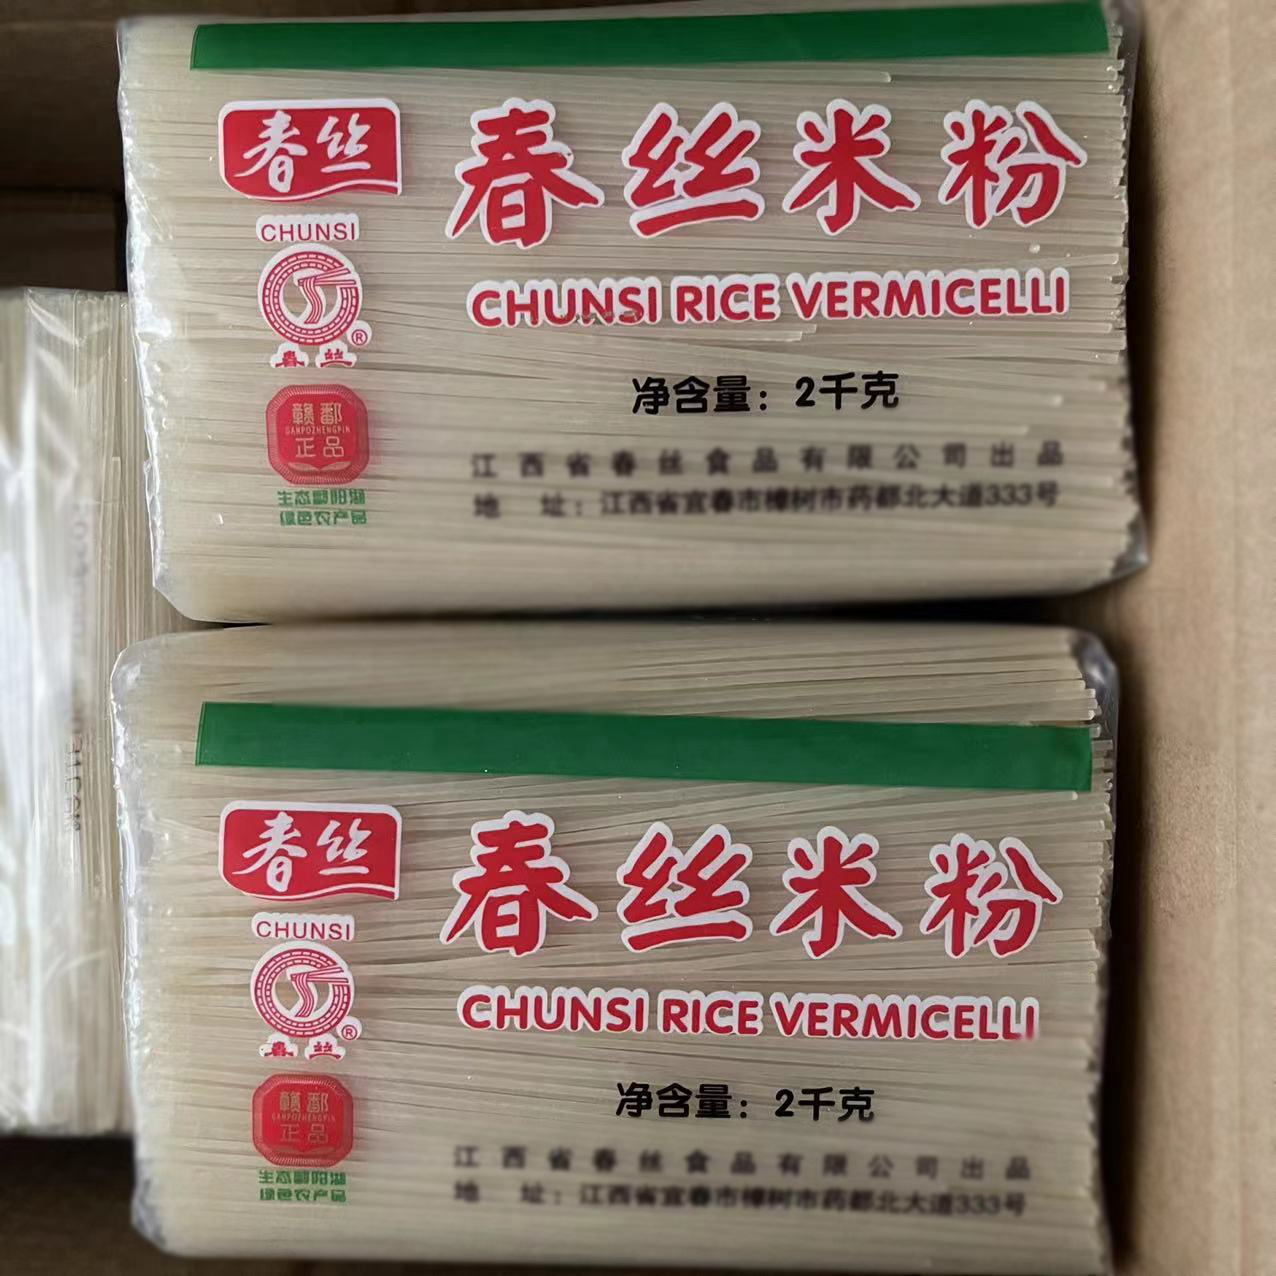 春丝
CHUNSI
®
春丝
赣鄱
GANPOZHENGPIN
正品
生态鄱阳湖
绿色农产品
春丝米粉
CHUNSI RICE VERMICELLI
净含量：2千克
江西省春丝食品有限公司出品
地 址：江西省宜春市樟树市药都北大道333号
春丝
CHUNSI
®
春丝
赣鄱
GANPOZHENGPIN
正品
生态鄱阳湖
绿色农产品
春丝米粉
CHUNSI RICE VERMICELLI
净含量：2千克
江西省春丝食品有限公司出品
地 址：江西省宜春市樟树市药都北大道333号